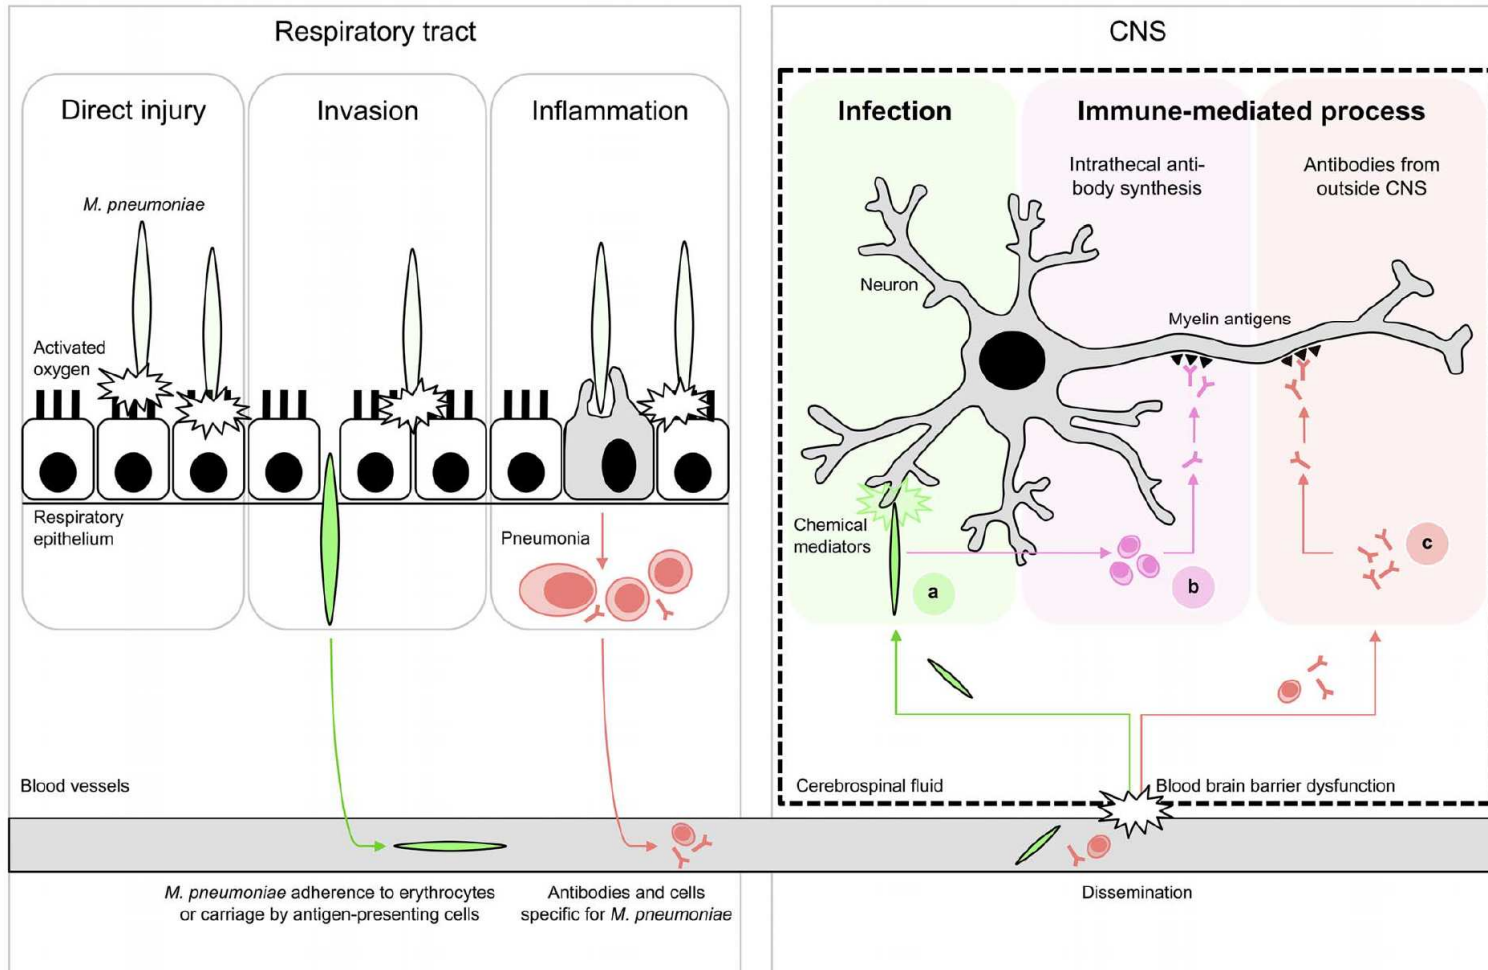 Respiratory tract
Direct injury
Invasion
Inflammation
M. pneumoniae
Activated
oxygen
Respiratory
epithelium
Pneumonia
Blood vessels
M. pneumoniae adherence to erythrocytes
or carriage by antigen-presenting cells
Antibodies and cells
specific for M. pneumoniae
CNS
Infection
Immune-mediated process
Intrathecal anti-
body synthesis
Antibodies from
outside CNS
Neuron
Myelin antigens
Chemical
mediators
a
b
c
Cerebrospinal fluid
Blood brain barrier dysfunction
Dissemination